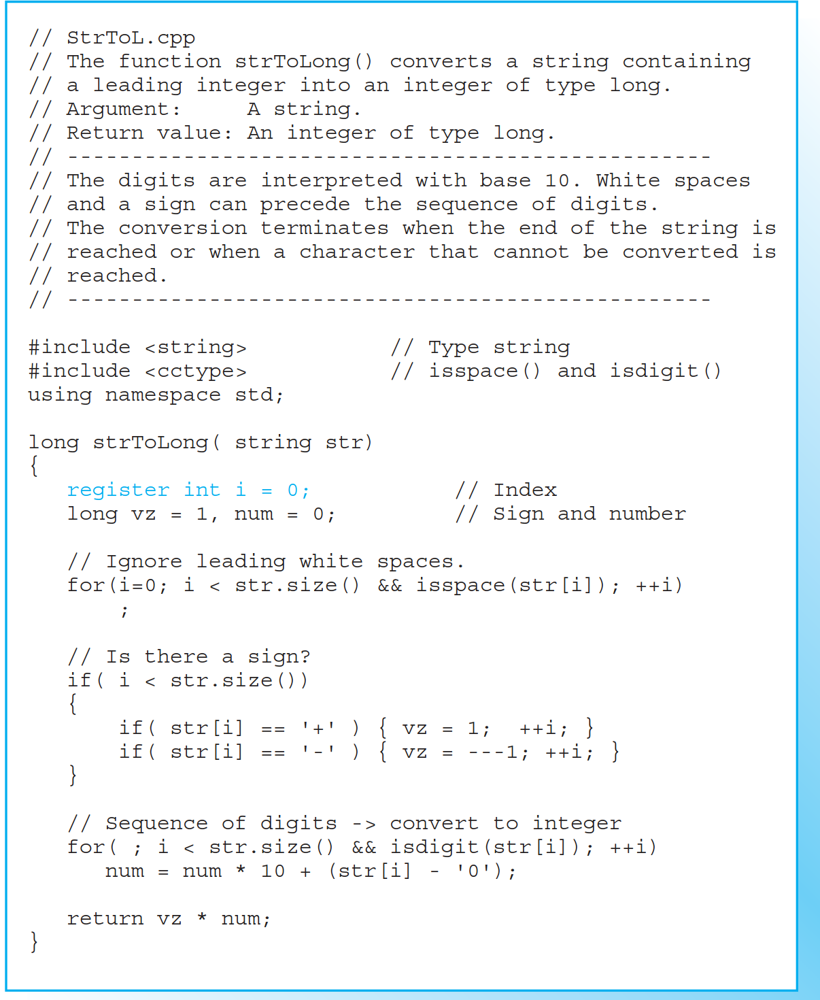 // StrToL.cpp
// The function strToLong() converts a string containing
// a leading integer into an integer of type long.
// Argument:     A string.
// Return value: An integer of type long.
// --------------------------------------------------
// The digits are interpreted with base 10. White spaces
// and a sign can precede the sequence of digits.
// The conversion terminates when the end of the string is
// reached or when a character that cannot be converted is
// reached.
// --------------------------------------------------
#include <string>           // Type string
#include <cctype>           // isspace() and isdigit()
using namespace std;
long strToLong( string str)
{
   register int i = 0;           // Index
   long vz = 1, num = 0;         // Sign and number
   // Ignore leading white spaces.
   for(i=0; i < str.size() && isspace(str[i]); ++i)
       ;
   // Is there a sign?
   if( i < str.size())
   {
       if( str[i] == '+' ) { vz = 1;  ++i; }
       if( str[i] == '-' ) { vz = ---1; ++i; }
   }
   // Sequence of digits -> convert to integer
   for( ; i < str.size() && isdigit(str[i]); ++i)
      num = num * 10 + (str[i] - '0');
   return vz * num;
}